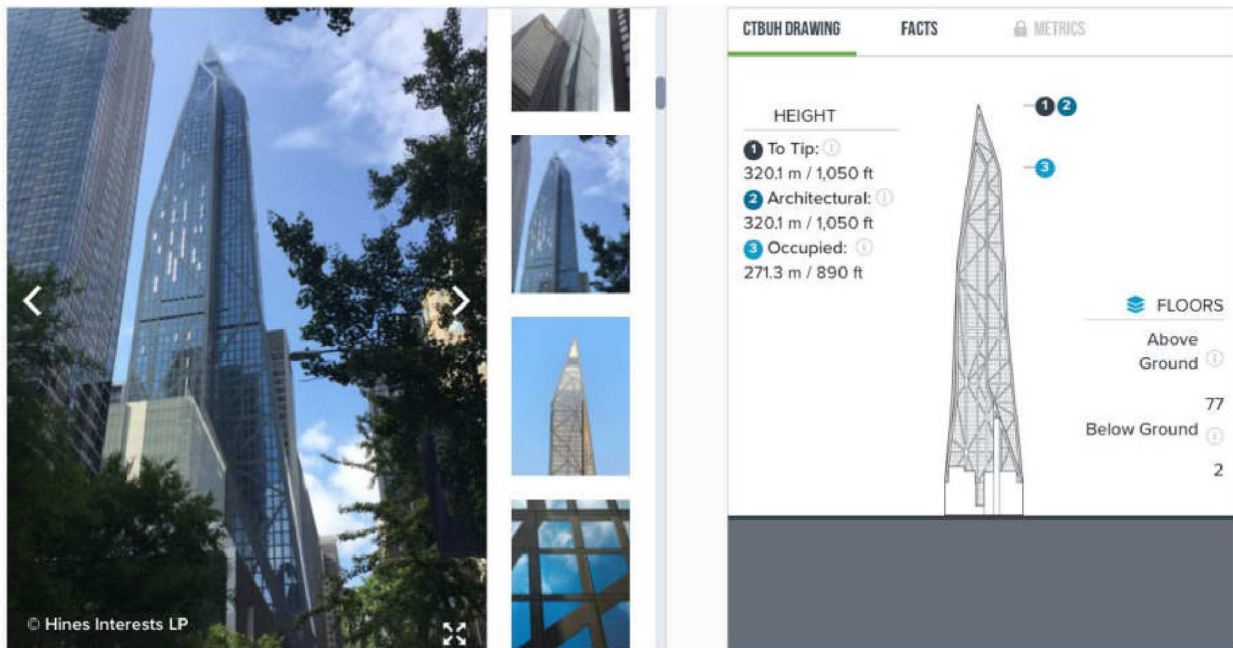 © Hines Interests LP
CTBUH DRAWING
FACTS
METRICS
HEIGHT
1 To Tip:
320.1 m / 1,050 ft
2 Architectural:
320.1 m / 1,050 ft
3 Occupied:
271.3 m / 890 ft
1 2
3
FLOORS
Above
Ground
77
Below Ground
2